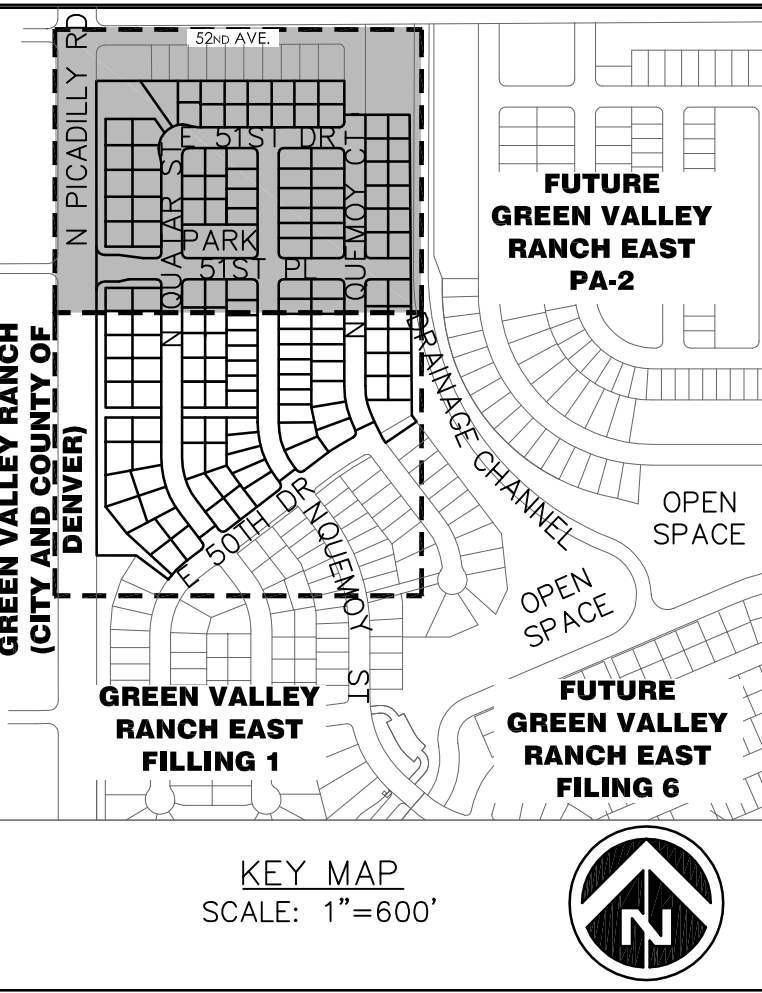 52ND AVE.
N PICADILLY RD
E 51ST DR
N QUATAR ST
N QUEMOY CT
PARK
51ST PL
FUTURE
GREEN VALLEY
RANCH EAST
PA-2
GREEN VALLEY RANCH
(CITY AND COUNTY OF
DENVER)
DRAINAGE CHANNEL
OPEN
SPACE
E 50TH DR
NQUEMOY ST
OPEN
SPACE
GREEN VALLEY
RANCH EAST
FILLING 1
FUTURE
GREEN VALLEY
RANCH EAST
FILING 6
KEY MAP
SCALE: 1"=600'
N